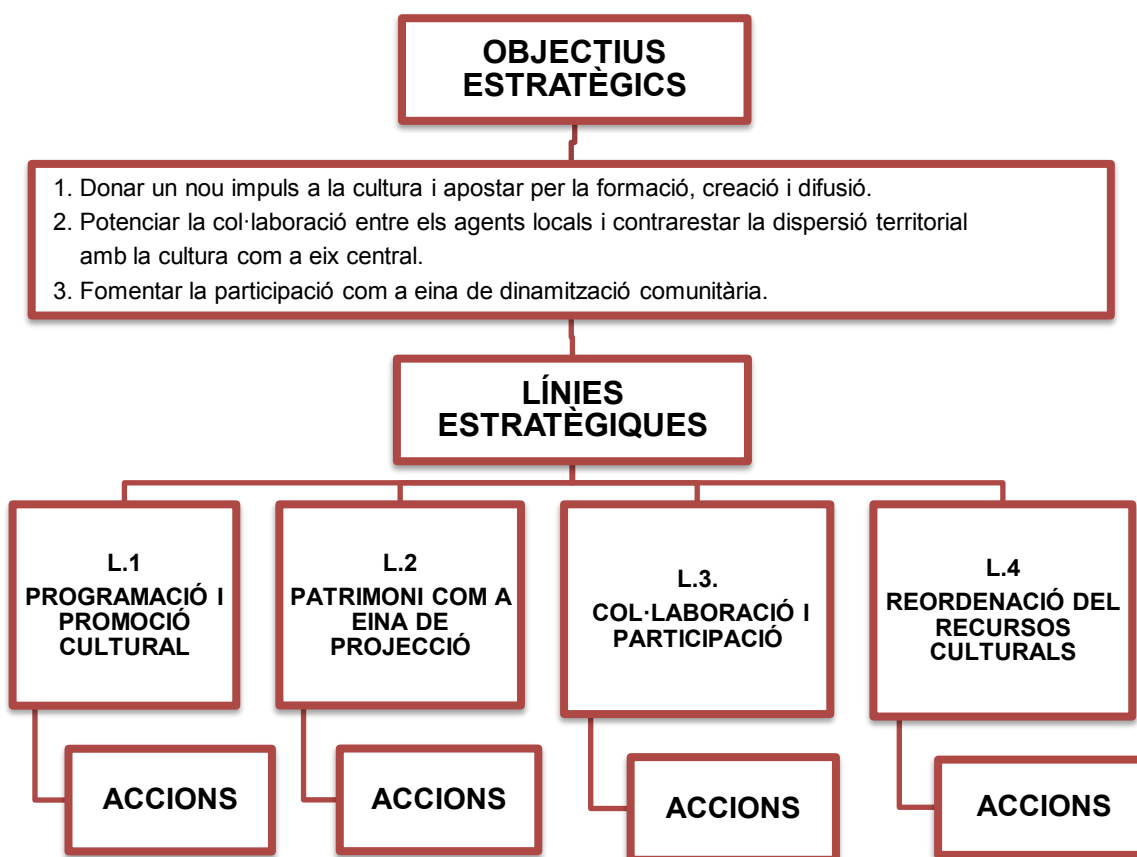 OBJECTIUS
ESTRATÈGICS
1. Donar un nou impuls a la cultura i apostar per la formació, creació i difusió.
2. Potenciar la col·laboració entre els agents locals i contrarestar la dispersió territorial
amb la cultura com a eix central.
3. Fomentar la participació com a eina de dinamització comunitària.
LÍNIES
ESTRATÈGIQUES
L.1
PROGRAMACIÓ I
PROMOCIÓ
CULTURAL
L.2
PATRIMONI COM A
EINA DE
PROJECCIÓ
L.3.
COL·LABORACIÓ I
PARTICIPACIÓ
L.4
REORDENACIÓ DEL
RECURSOS
CULTURALS
ACCIONS
ACCIONS
ACCIONS
ACCIONS